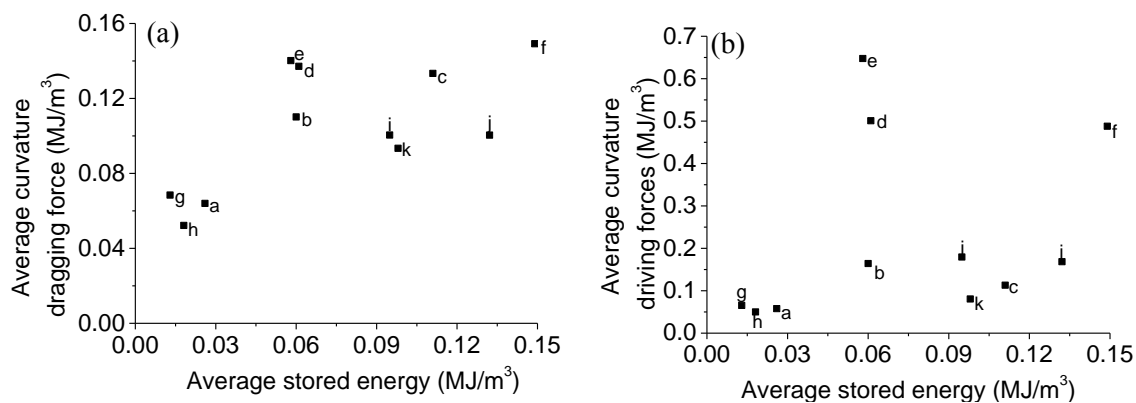 (a)
0.16
0.12
0.08
0.04
0.00
Average curvature
dragging force (MJ/m³)
e
d
f
c
b
k
g
a
h
0.00 0.03 0.06 0.09 0.12 0.15
Average stored energy (MJ/m³)
(b)
0.7
0.6
0.5
0.4
0.3
0.2
0.1
0.0
Average curvature
driving forces (MJ/m³)
e
d
f
b
c
k
g
a
h
0.00 0.03 0.06 0.09 0.12 0.15
Average stored energy (MJ/m³)